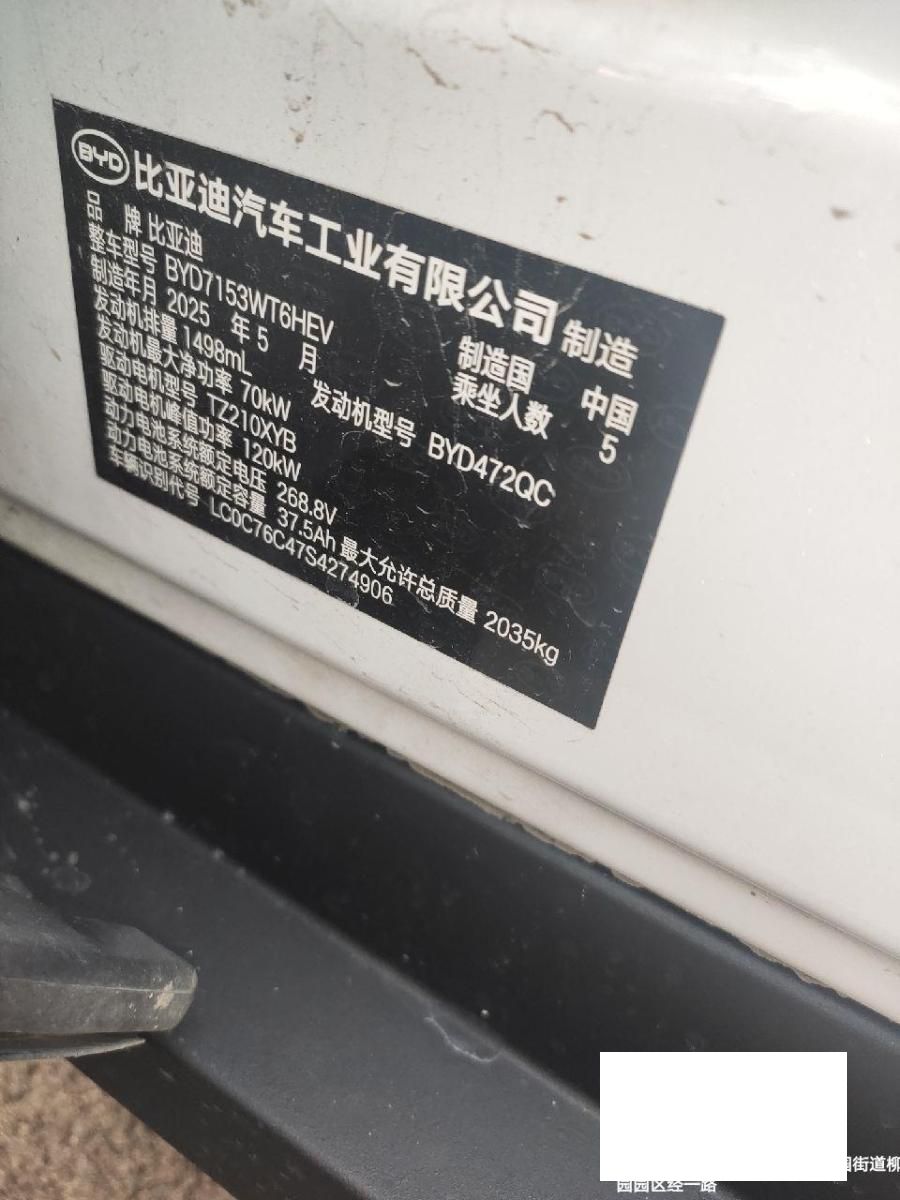 BYD 比亚迪汽车工业有限公司 制造
品 牌 比亚迪 制造国 中国
整车型号 BYD7153WT6HEV 乘坐人数 5
制造年月 2025 年 5 月
发动机排量 1498mL 发动机型号 BYD472QC
发动机最大净功率 70kW
驱动电机型号 TZ210XYB
驱动电机峰值功率 120kW
动力电池系统额定电压 268.8V
动力电池系统额定容量 37.5Ah 最大允许总质量 2035kg
车辆识别代号 LC0C76C47S4274906
街道柳
园园区经一路